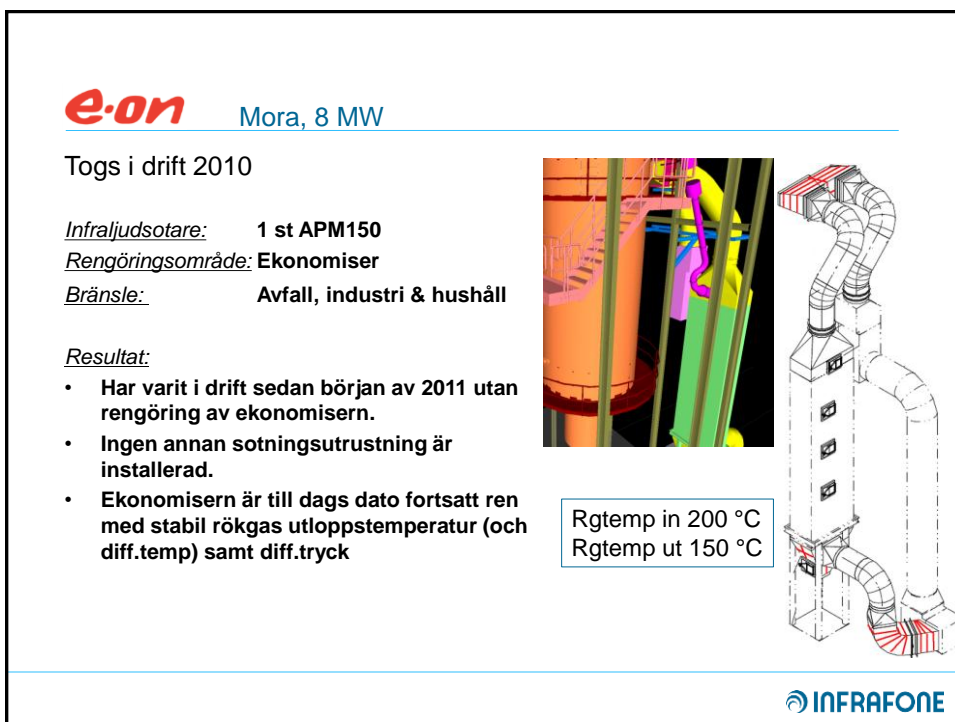 e·on Mora, 8 MW
Togs i drift 2010
Infraljudsotare: 1 st APM150
Rengöringsområde: Ekonomiser
Bränsle: Avfall, industri & hushåll
Resultat:
• Har varit i drift sedan början av 2011 utan
rengöring av ekonomisern.
• Ingen annan sotningsutrustning är
installerad.
• Ekonomisern är till dags dato fortsatt ren
med stabil rökgas utloppstemperatur (och
diff.temp) samt diff.tryck
Rgtemp in 200 °C
Rgtemp ut 150 °C
INFRAFONE